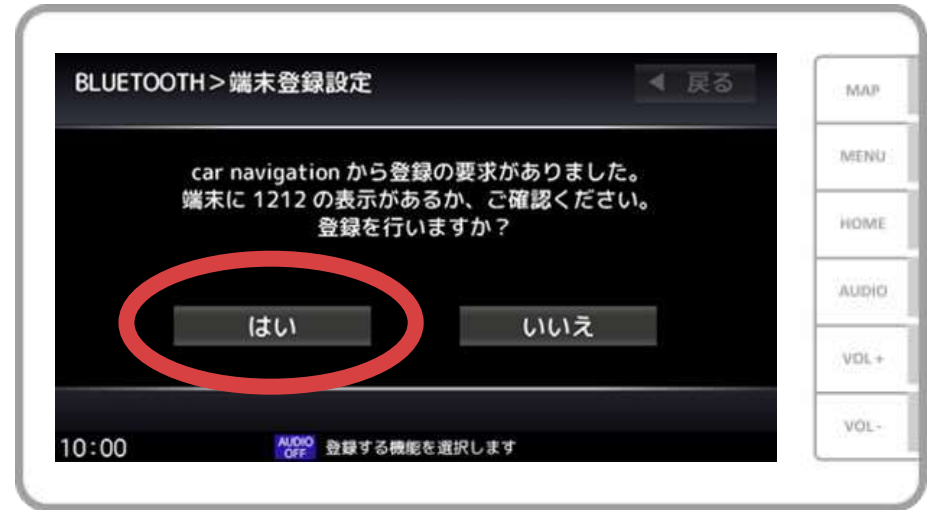 BLUETOOTH>端末登録設定
◀ 戻る
car navigation から登録の要求がありました。
端末に 1212 の表示があるか、ご確認ください。
登録を行いますか？
はい
いいえ
10:00
AUDIO
OFF
登録する機能を選択します
MAP
MENU
HOME
AUDIO
VOL+
VOL-